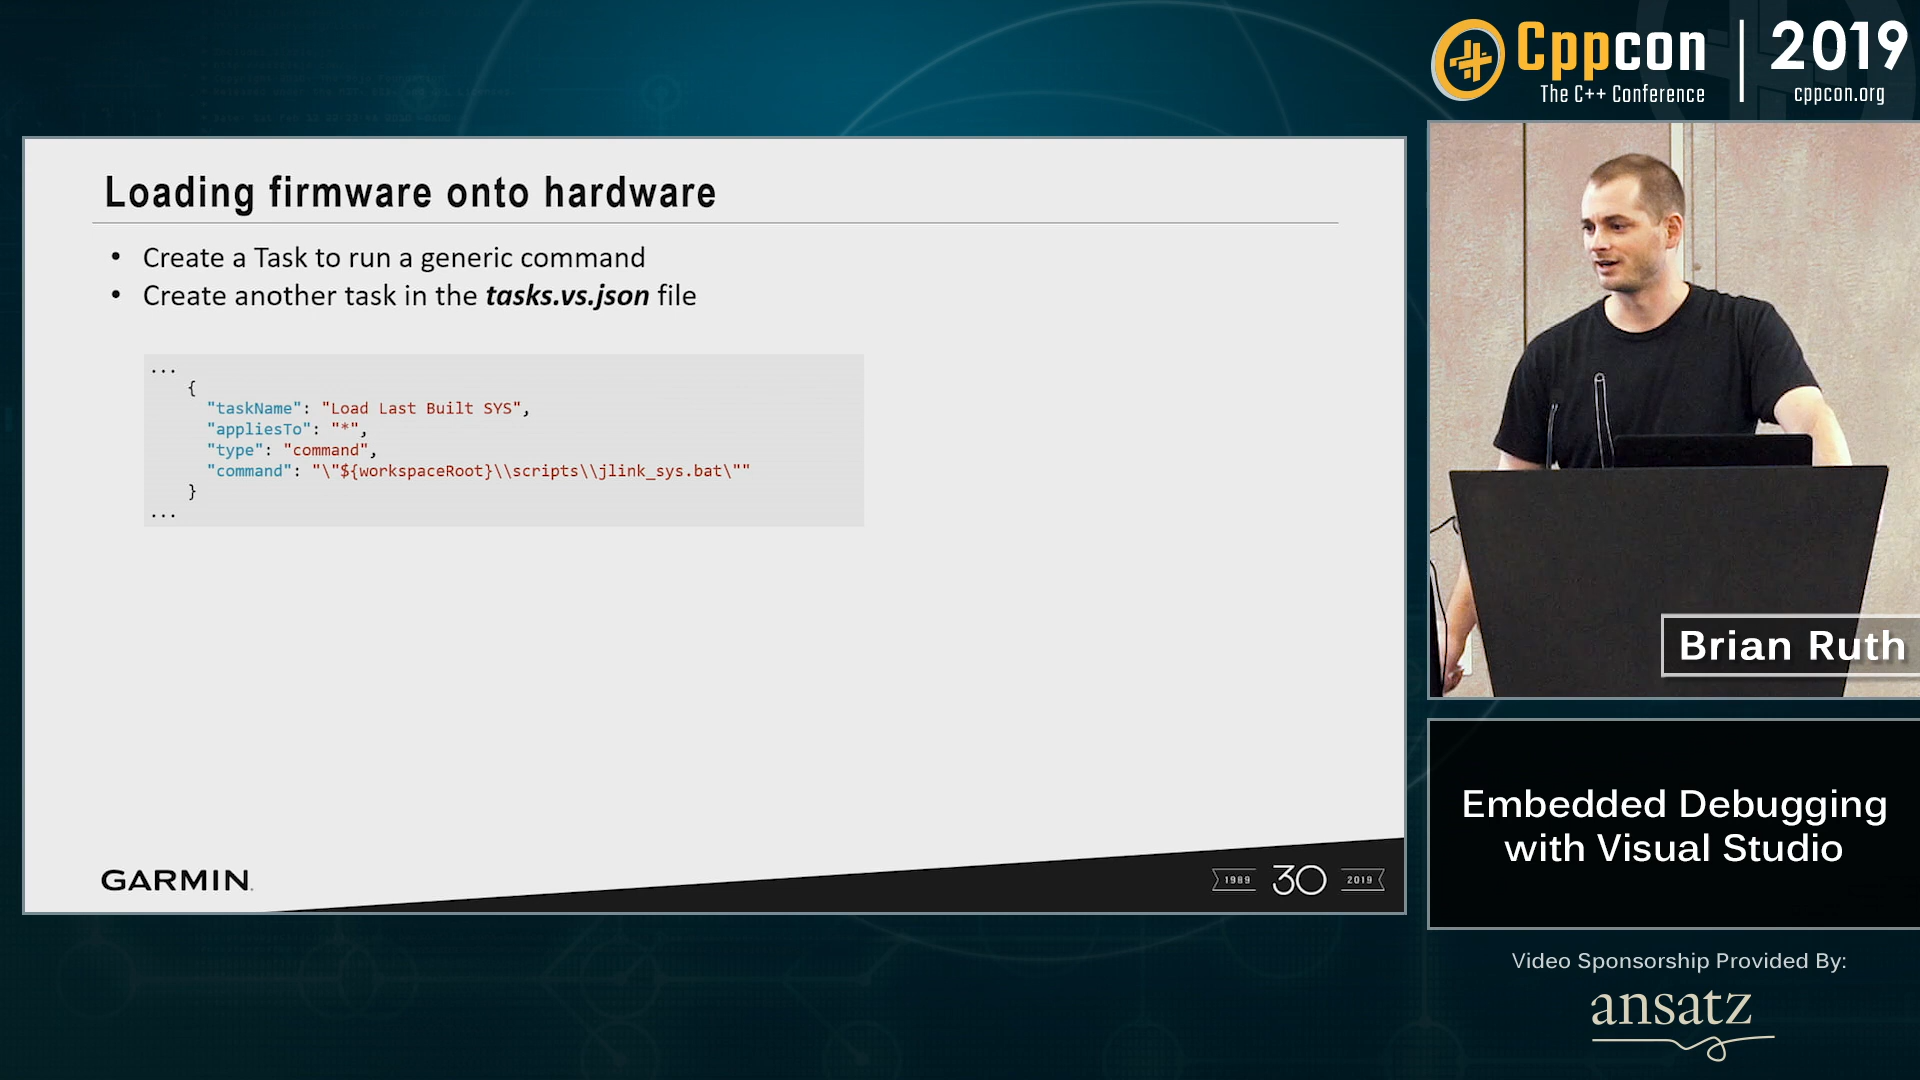 Cppcon
The C++ Conference
2019
cppcon.org
Loading firmware onto hardware
• Create a Task to run a generic command
• Create another task in the tasks.vs.json file
...
{
"taskName": "Load Last Built SYS",
"appliesTo": "*",
"type": "command",
"command": "\"${workspaceRoot}\\scripts\\jlink_sys.bat\""
}
...
GARMIN.
1989 30 2019
Brian Ruth
Embedded Debugging
with Visual Studio
Video Sponsorship Provided By:
ansatz